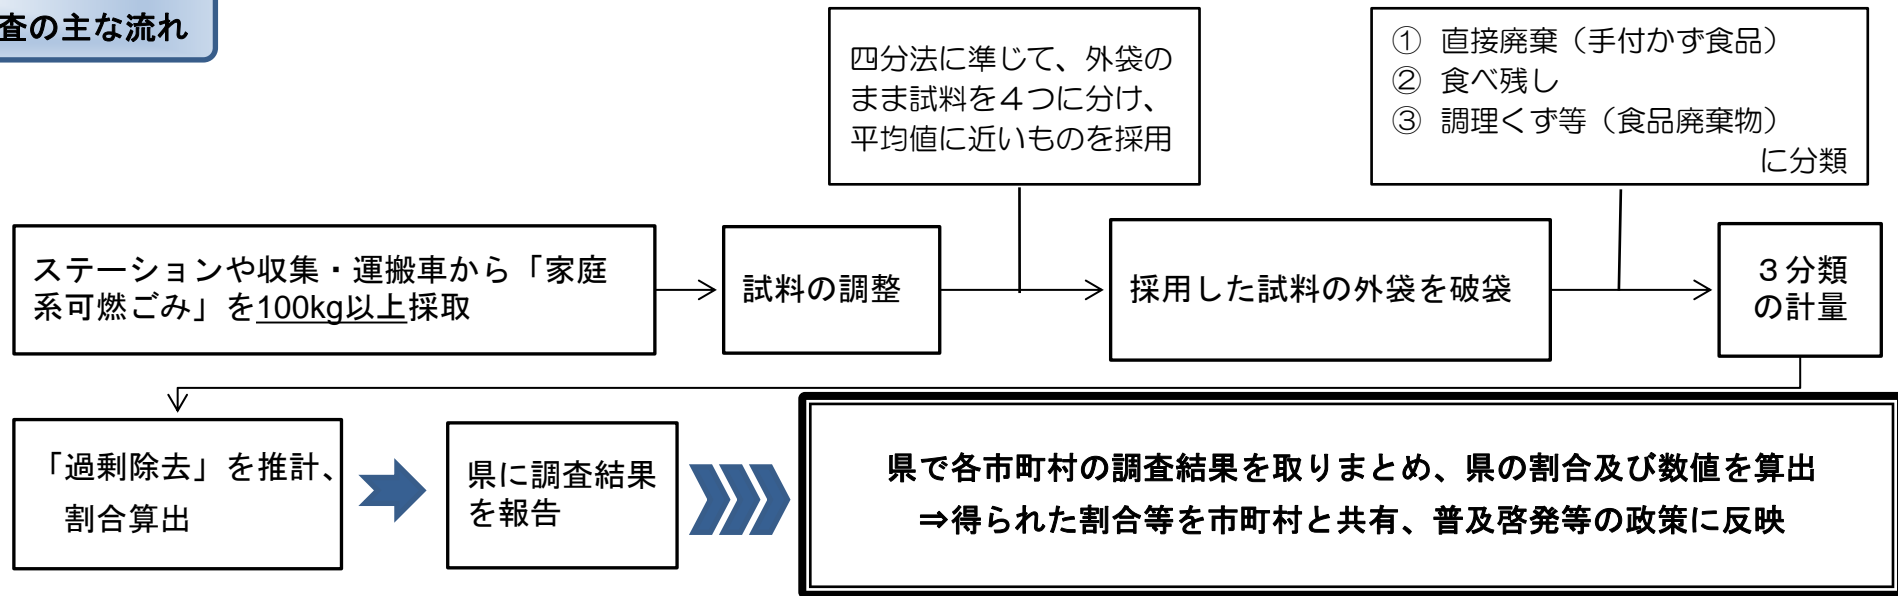 査の主な流れ
四分法に準じて、外袋の
まま試料を４つに分け、
平均値に近いものを採用
① 直接廃棄（手付かず食品）
② 食べ残し
③ 調理くず等（食品廃棄物）
に分類
ステーションや収集・運搬車から「家庭
系可燃ごみ」を100kg以上採取
試料の調整
採用した試料の外袋を破袋
３分類
の計量
「過剰除去」を推計、
割合算出
県に調査結果
を報告
県で各市町村の調査結果を取りまとめ、県の割合及び数値を算出
⇒得られた割合等を市町村と共有、普及啓発等の政策に反映